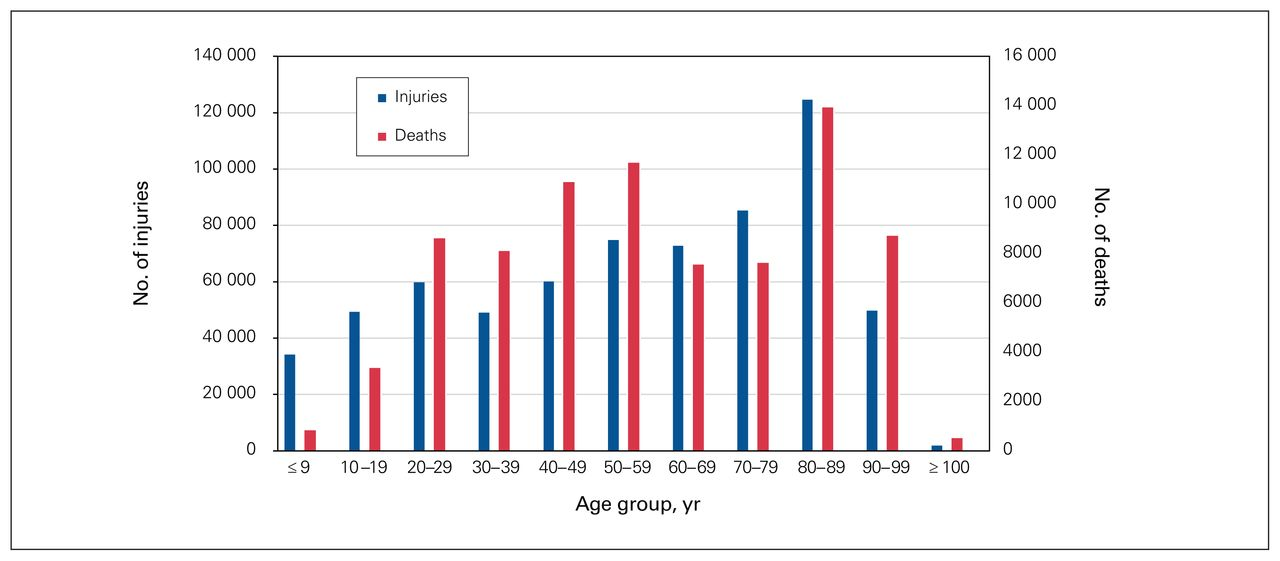 140 000
120 000
100 000
80 000
60 000
40 000
20 000
0
No. of injuries
Injuries
Deaths
16 000
14 000
12 000
10 000
8000
6000
4000
2000
0
No. of deaths
≤ 9 10–19 20–29 30–39 40–49 50–59 60–69 70–79 80–89 90–99 ≥ 100
Age group, yr